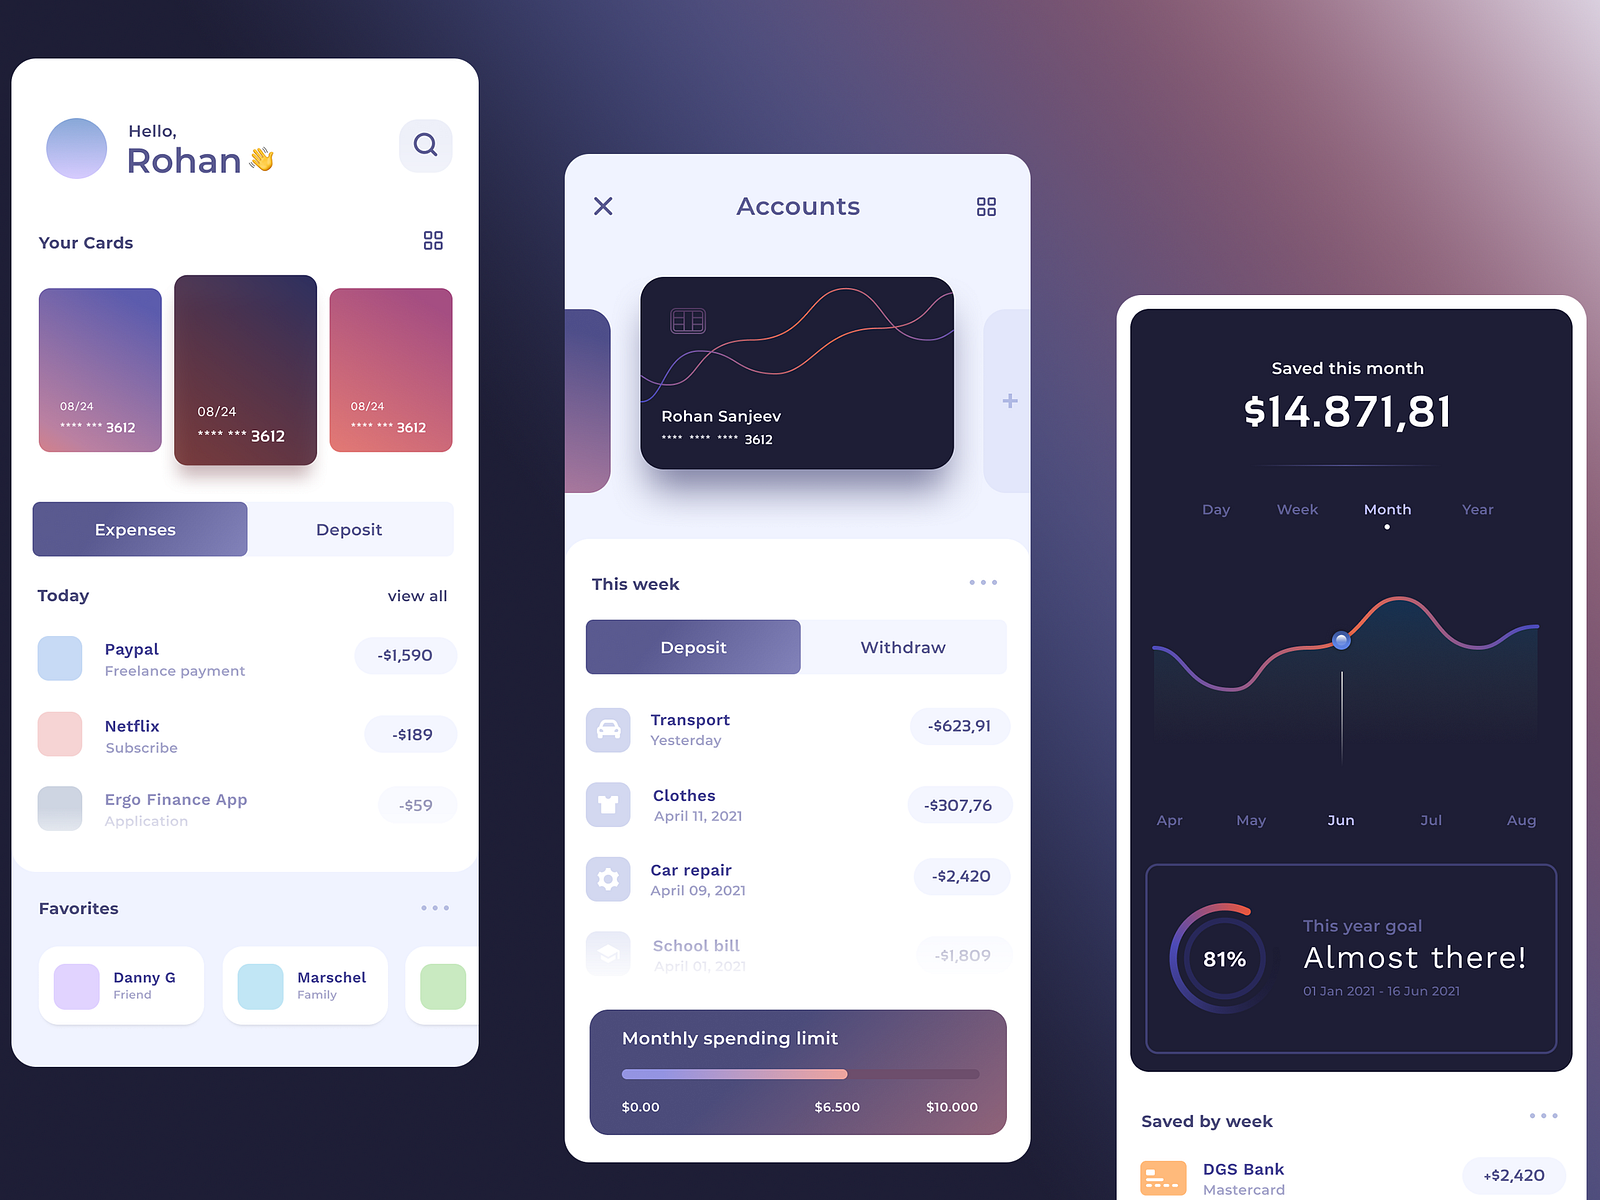 Hello,
Rohan👋
Your Cards
08/24
**** *** 3612
08/24
**** *** 3612
08/24
**** *** 3612
Expenses
Deposit
Today
view all
Paypal
Freelance payment
-$1,590
Netflix
Subscribe
-$189
Ergo Finance App
Application
-$59
Favorites
Danny G
Friend
Marschel
Family
Accounts
Rohan Sanjeev
**** **** **** 3612
+
This week
Deposit
Withdraw
Transport
Yesterday
-$623,91
Clothes
April 11, 2021
-$307,76
Car repair
April 09, 2021
-$2,420
School bill
April 01, 2021
-$1,809
Monthly spending limit
$0.00
$6.500
$10.000
Saved this month
$14.871,81
Day
Week
Month
Year
Apr
May
Jun
Jul
Aug
81%
This year goal
Almost there!
01 Jan 2021 - 16 Jun 2021
Saved by week
DGS Bank
Mastercard
+$2,420